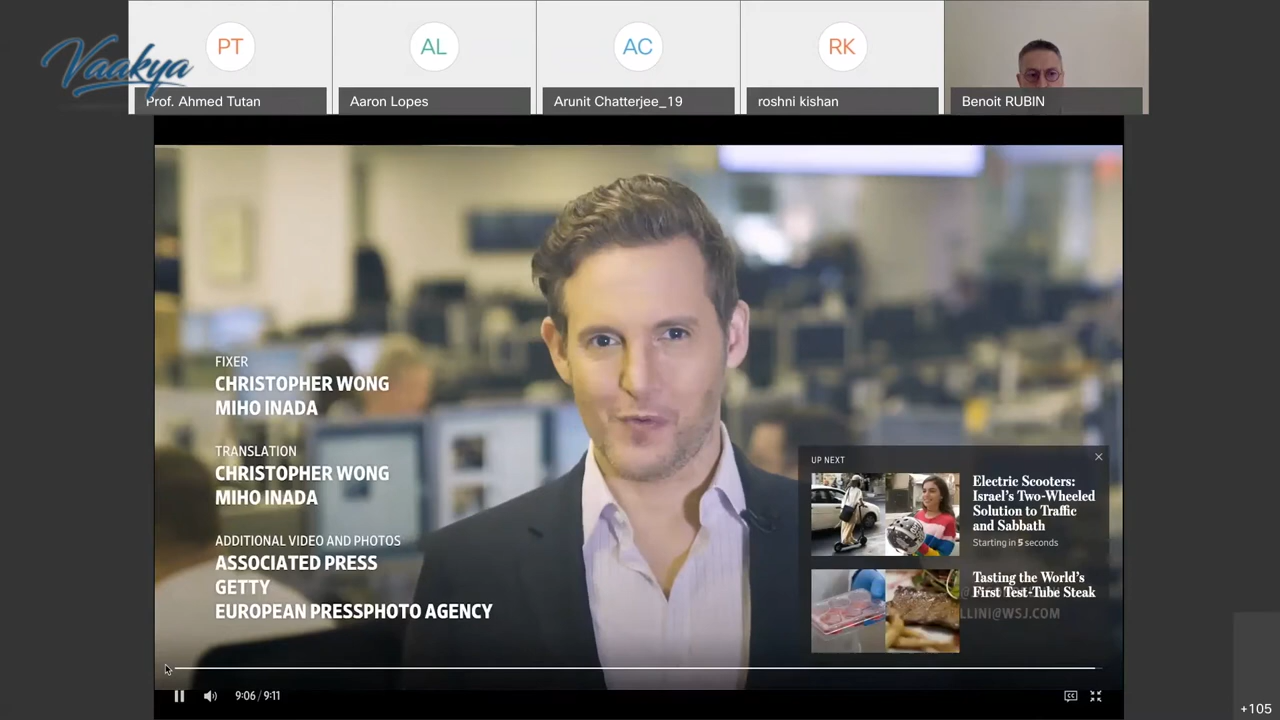 Vaakya
PT
AL
AC
RK
Prof. Ahmed Tutan
Aaron Lopes
Arunit Chatterjee_19
roshni kishan
Benoit RUBIN
FIXER
CHRISTOPHER WONG
MIHO INADA
TRANSLATION
CHRISTOPHER WONG
MIHO INADA
ADDITIONAL VIDEO AND PHOTOS
ASSOCIATED PRESS
GETTY
EUROPEAN PRESSPHOTO AGENCY
UP NEXT
Electric Scooters:
Israel's Two-Wheeled
Solution to Traffic
and Sabbath
Starting in 5 seconds
Tasting the World's
First Test-Tube Steak
LLINI@WSJ.COM
9:06 / 9:11
CC
+105